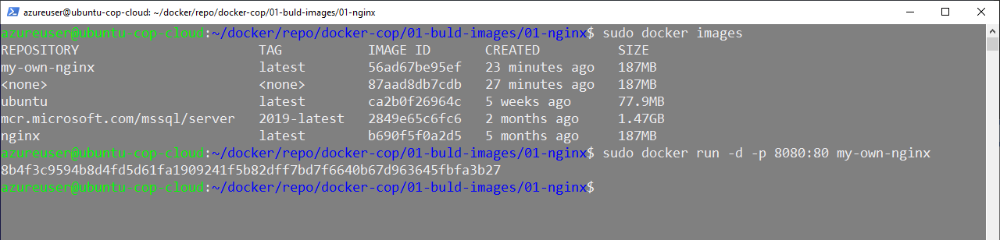 azureuser@ubuntu-cop-cloud: ~/docker/repo/docker-cop/01-buld-images/01-nginx
azureuser@ubuntu-cop-cloud:~/docker/repo/docker-cop/01-buld-images/01-nginx$ sudo docker images
REPOSITORY TAG IMAGE ID CREATED SIZE
my-own-nginx latest 56ad67be95ef 23 minutes ago 187MB
<none> <none> 87aad8db7cdb 27 minutes ago 187MB
ubuntu latest ca2b0f26964c 5 weeks ago 77.9MB
mcr.microsoft.com/mssql/server 2019-latest 2849e65c6fc6 2 months ago 1.47GB
nginx latest b690f5f0a2d5 5 months ago 187MB
azureuser@ubuntu-cop-cloud:~/docker/repo/docker-cop/01-buld-images/01-nginx$ sudo docker run -d -p 8080:80 my-own-nginx
8b4f3c9594b8d4fd5d61fa1909241f5b82dff7bd7f6640b67d963645fbfa3b27
azureuser@ubuntu-cop-cloud:~/docker/repo/docker-cop/01-buld-images/01-nginx$